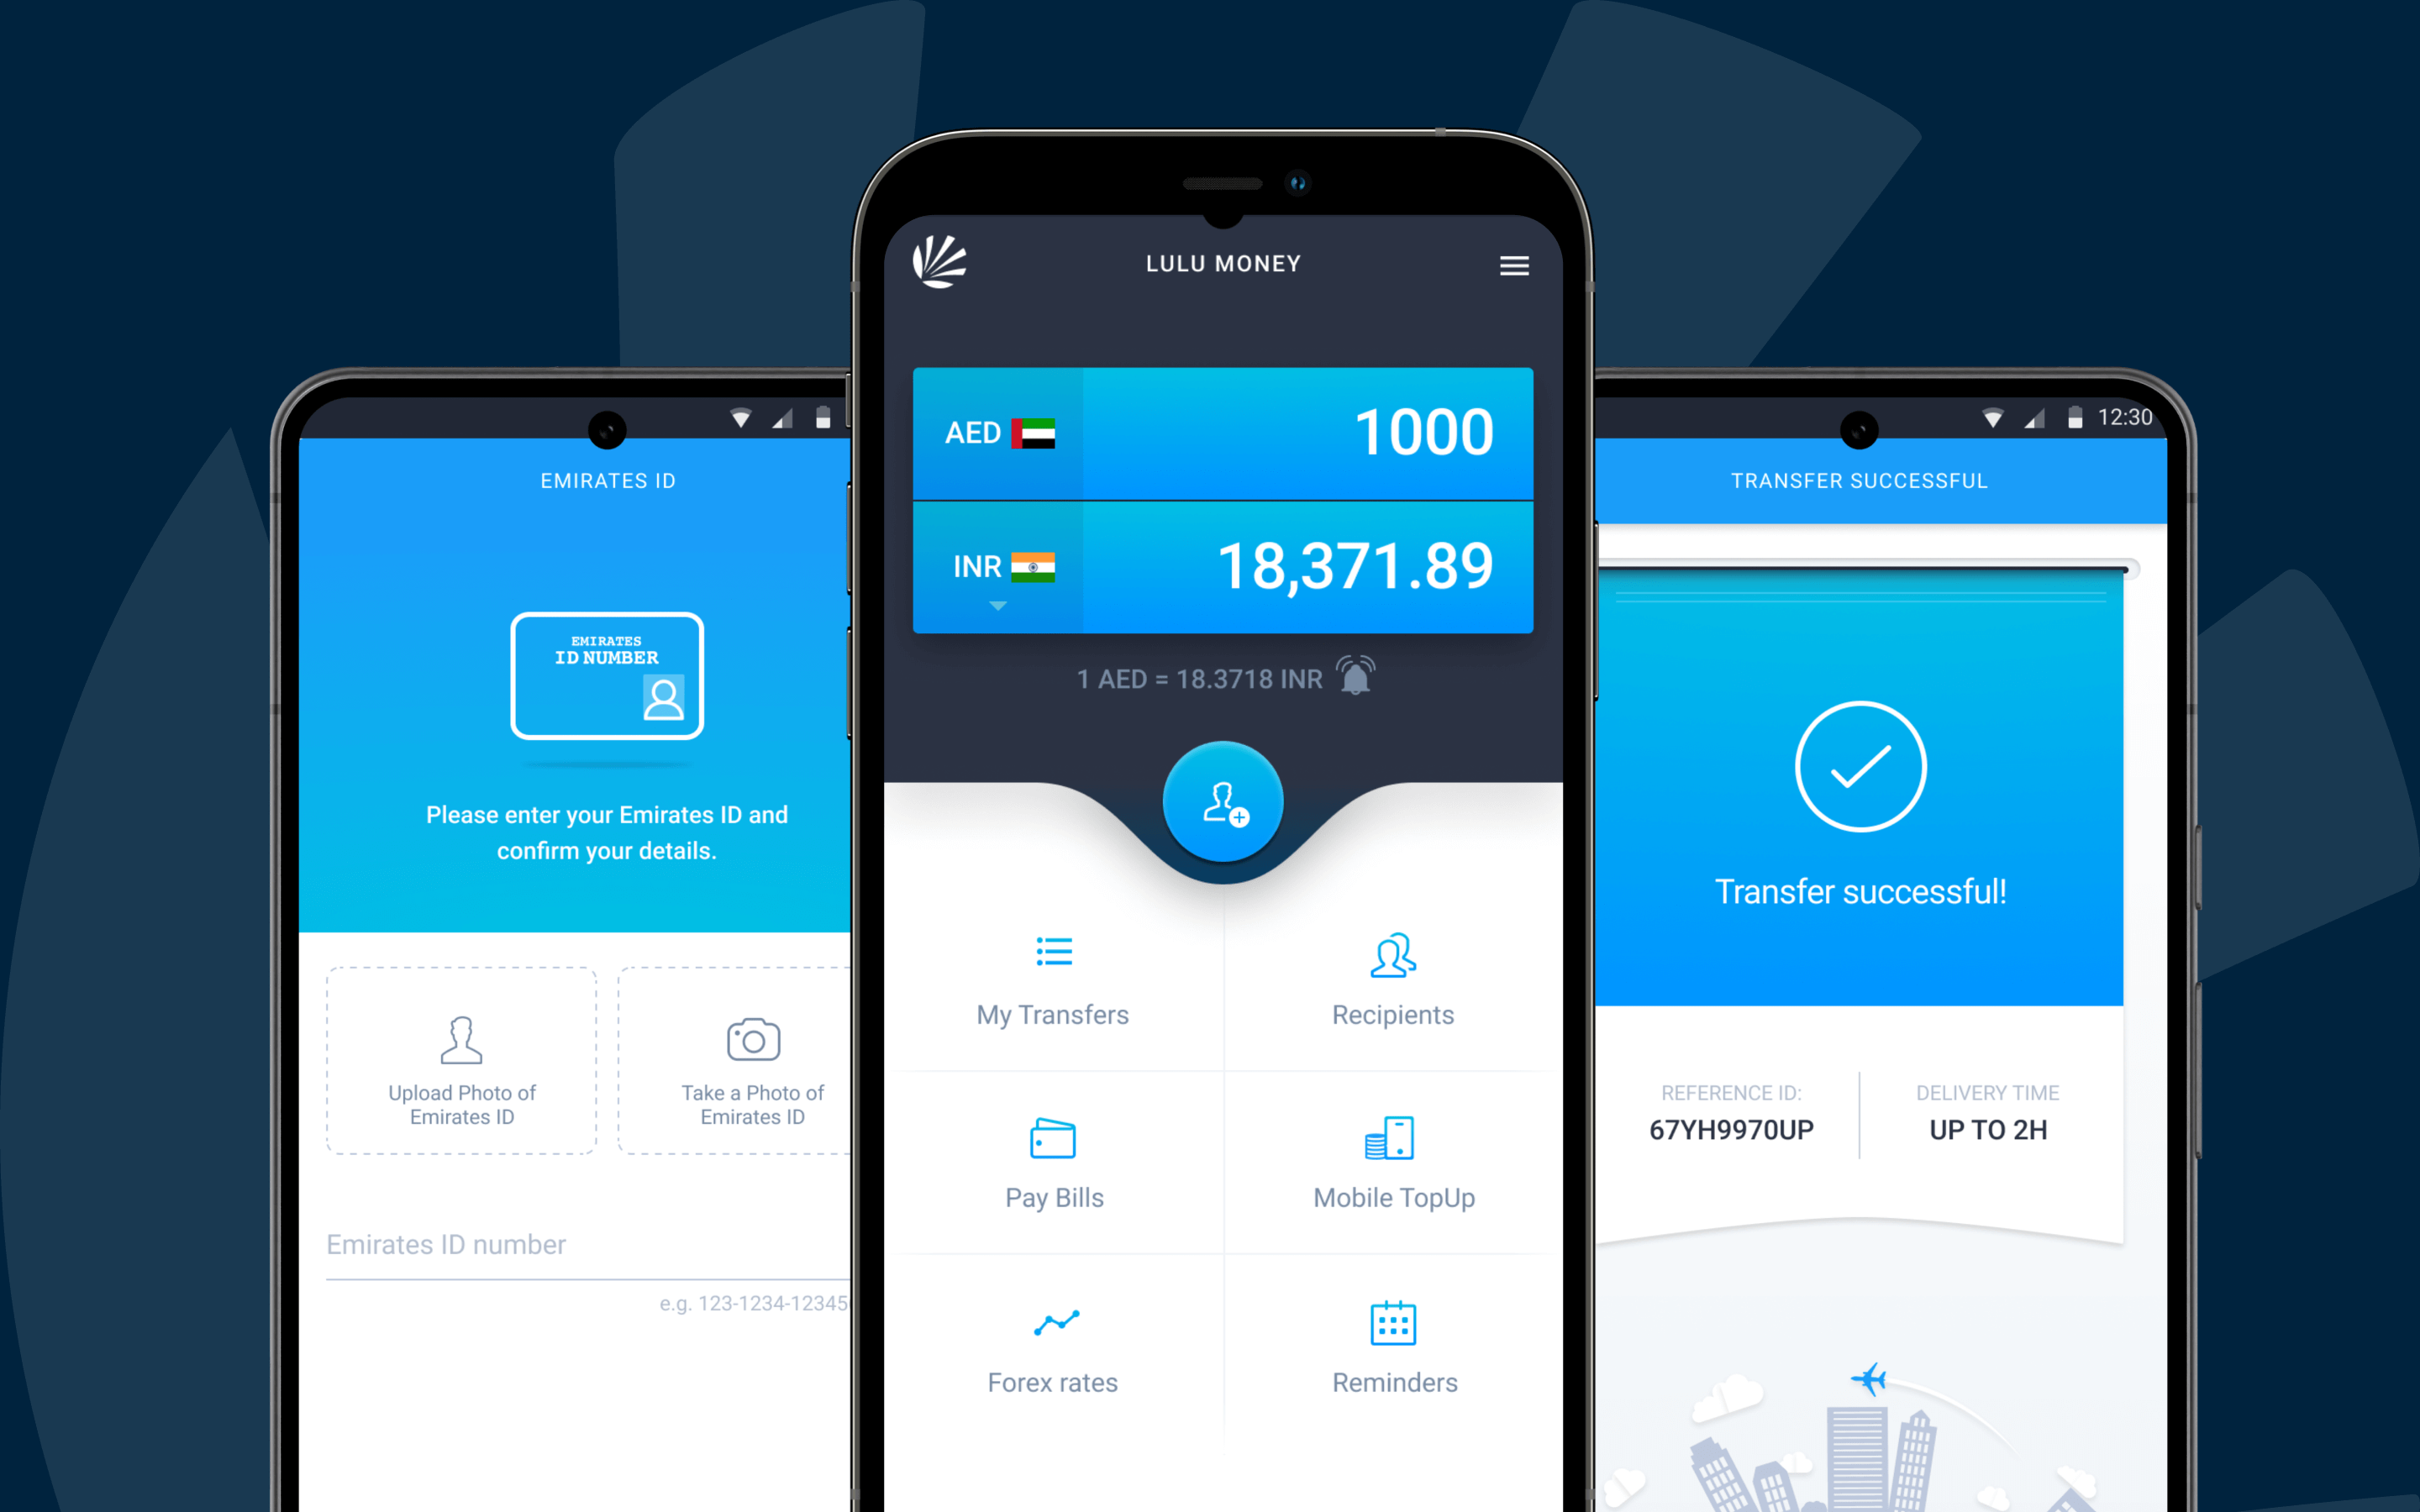 EMIRATES ID
EMIRATES
ID NUMBER
Please enter your Emirates ID and
confirm your details.
Upload Photo of
Emirates ID
Take a Photo of
Emirates ID
Emirates ID number
e.g. 123-1234-12345
LULU MONEY
AED 1000
INR 18,371.89
1 AED = 18.3718 INR
My Transfers
Recipients
Pay Bills
Mobile TopUp
Forex rates
Reminders
12:30
TRANSFER SUCCESSFUL
Transfer successful!
REFERENCE ID:
67YH9970UP
DELIVERY TIME
UP TO 2H